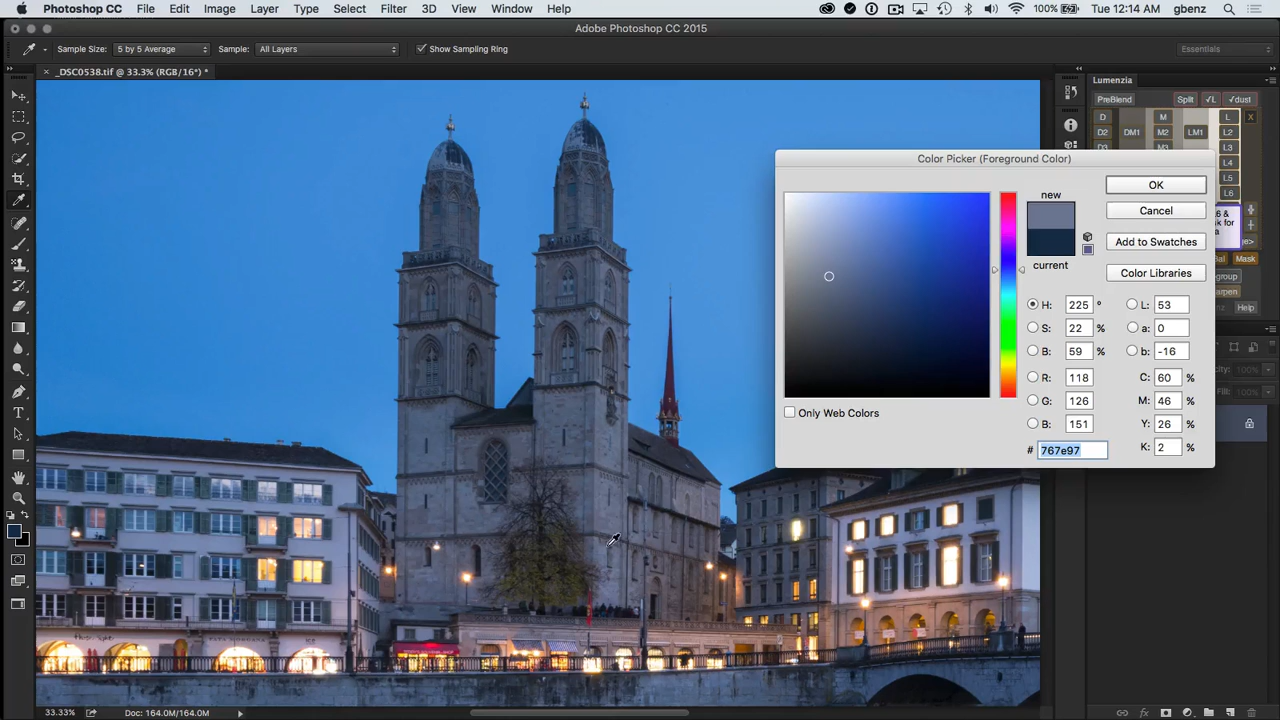 Photoshop CC File Edit Image Layer Type Select Filter 3D View Window Help 100% Tue 12:14 AM gbenz
Adobe Photoshop CC 2015
Sample Size: 5 by 5 Average Sample: All Layers Show Sampling Ring Essentials
_DSC0538.tif @ 33.3% (RGB/16*) *
Lumenzia
PreBlend Split √L √dust
D M L X
D2 DM1 M2 LM1 L2
D3 M3 L3
L4
L5
L6
Color Picker (Foreground Color)
new
current
OK
Cancel
Add to Swatches
Color Libraries
H: 225 ° L: 53
S: 22 % a: 0
B: 59 % b: -16
R: 118 C: 60 %
G: 126 M: 46 %
B: 151 Y: 26 %
# 767e97 K: 2 %
Only Web Colors
Mask
Help
33.33% Doc: 164.0M/164.0M